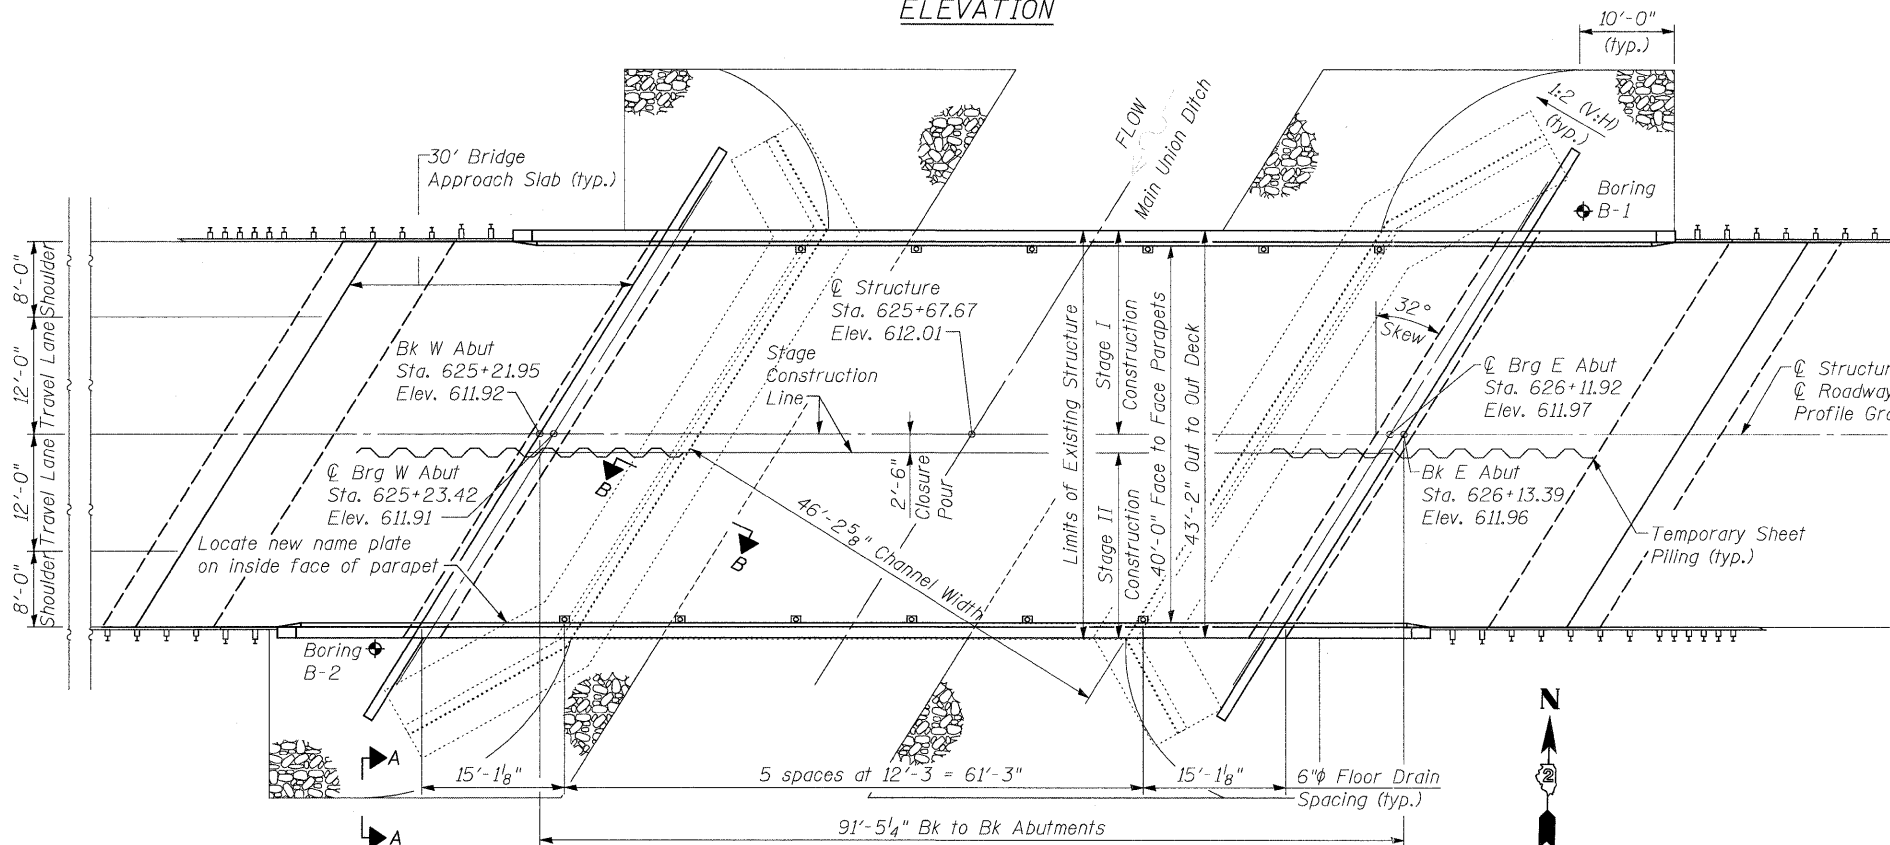 ELEVATION
10'-0"
(typ.)
1:2 (V:H)
(typ.)
FLOW
Main Union Ditch
30' Bridge
Approach Slab (typ.)
Boring
B-1
8'-0"
Shoulder
12'-0"
Travel Lane
12'-0"
Travel Lane
8'-0"
Shoulder
℄ Structure
Sta. 625+67.67
Elev. 612.01
Bk W Abut
Sta. 625+21.95
Elev. 611.92
Stage
Construction
Line
32°
Skew
℄ Brg E Abut
Sta. 626+11.92
Elev. 611.97
℄ Roadway
Profile
Limits of Existing Structure
Stage I
Construction
Stage II
Construction
40'-0" Face to Face Parapets
43'-2" Out to Out Deck
℄ Brg W Abut
Sta. 625+23.42
Elev. 611.91
B
B
2'-6"
Closure
Pour
46'-2⅝" Channel Width
Bk E Abut
Sta. 626+13.39
Elev. 611.96
Temporary Sheet
Piling (typ.)
Locate new name plate
on inside face of parapet
Boring
B-2
N
2
A
A
15'-1⅛"
5 spaces at 12'-3 = 61'-3"
15'-1⅛"
6"ϕ Floor Drain
Spacing (typ.)
91'-5¼" Bk to Bk Abutments